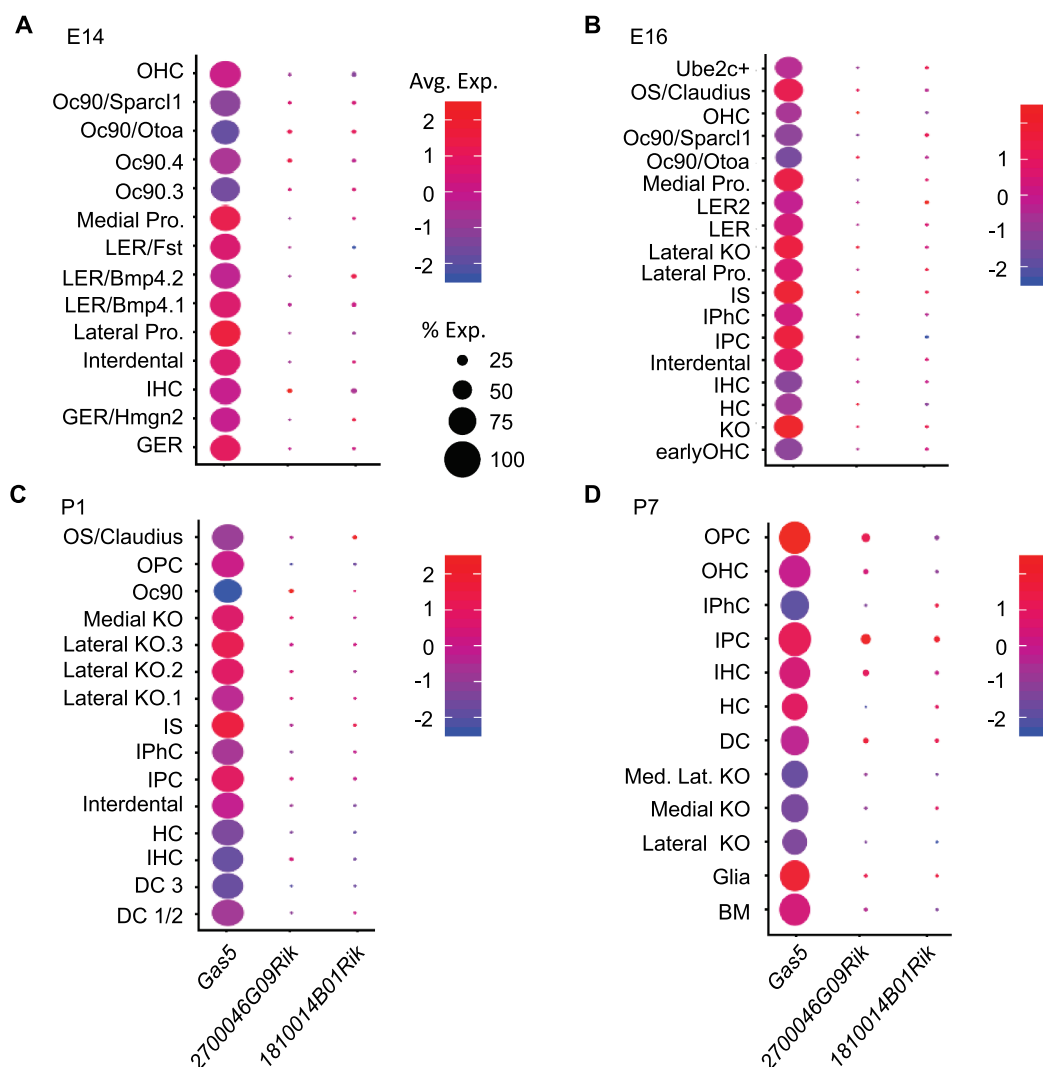 A
E14
OHC
Oc90/Sparcl1
Oc90/Otoa
Oc90.4
Oc90.3
Medial Pro.
LER/Fst
LER/Bmp4.2
LER/Bmp4.1
Lateral Pro.
Interdental
IHC
GER/Hmgn2
GER
Avg. Exp.
2
1
0
-1
-2
% Exp.
25
50
75
100
B
E16
Ube2c+
OS/Claudius
OHC
Oc90/Sparcl1
Oc90/Otoa
Medial Pro.
LER2
LER
Lateral KO
Lateral Pro.
IS
IPhC
IPC
Interdental
IHC
HC
KO
earlyOHC
1
0
-1
-2
C
P1
OS/Claudius
OPC
Oc90
Medial KO
Lateral KO.3
Lateral KO.2
Lateral KO.1
IS
IPhC
IPC
Interdental
HC
IHC
DC 3
DC 1/2
2
1
0
-1
-2
Gas5
2700046G09Rik
1810014B01Rik
D
P7
OPC
OHC
IPhC
IPC
IHC
HC
DC
Med. Lat. KO
Medial KO
Lateral KO
Glia
BM
2
1
0
-1
-2
Gas5
2700046G09Rik
1810014B01Rik